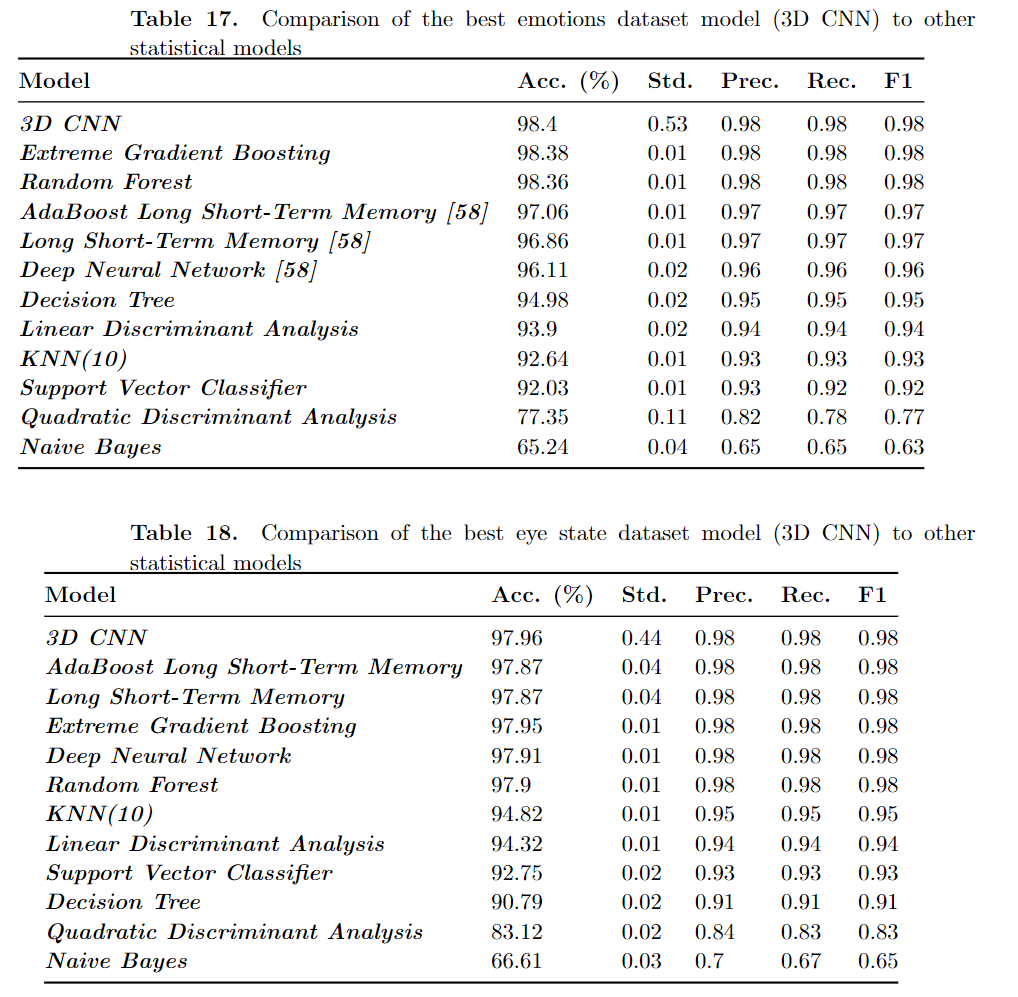 Table 17. Comparison of the best emotions dataset model (3D CNN) to other
statistical models
Model Acc. (%) Std. Prec. Rec. F1
3D CNN 98.4 0.53 0.98 0.98 0.98
Extreme Gradient Boosting 98.38 0.01 0.98 0.98 0.98
Random Forest 98.36 0.01 0.98 0.98 0.98
AdaBoost Long Short-Term Memory [58] 97.06 0.01 0.97 0.97 0.97
Long Short-Term Memory [58] 96.86 0.01 0.97 0.97 0.97
Deep Neural Network [58] 96.11 0.02 0.96 0.96 0.96
Decision Tree 94.98 0.02 0.95 0.95 0.95
Linear Discriminant Analysis 93.9 0.02 0.94 0.94 0.94
KNN(10) 92.64 0.01 0.93 0.93 0.93
Support Vector Classifier 92.03 0.01 0.93 0.92 0.92
Quadratic Discriminant Analysis 77.35 0.11 0.82 0.78 0.77
Naive Bayes 65.24 0.04 0.65 0.65 0.63
Table 18. Comparison of the best eye state dataset model (3D CNN) to other
statistical models
Model Acc. (%) Std. Prec. Rec. F1
3D CNN 97.96 0.44 0.98 0.98 0.98
AdaBoost Long Short-Term Memory 97.87 0.04 0.98 0.98 0.98
Long Short-Term Memory 97.87 0.04 0.98 0.98 0.98
Extreme Gradient Boosting 97.95 0.01 0.98 0.98 0.98
Deep Neural Network 97.91 0.01 0.98 0.98 0.98
Random Forest 97.9 0.01 0.98 0.98 0.98
KNN(10) 94.82 0.01 0.95 0.95 0.95
Linear Discriminant Analysis 94.32 0.01 0.94 0.94 0.94
Support Vector Classifier 92.75 0.02 0.93 0.93 0.93
Decision Tree 90.79 0.02 0.91 0.91 0.91
Quadratic Discriminant Analysis 83.12 0.02 0.84 0.83 0.83
Naive Bayes 66.61 0.03 0.7 0.67 0.65